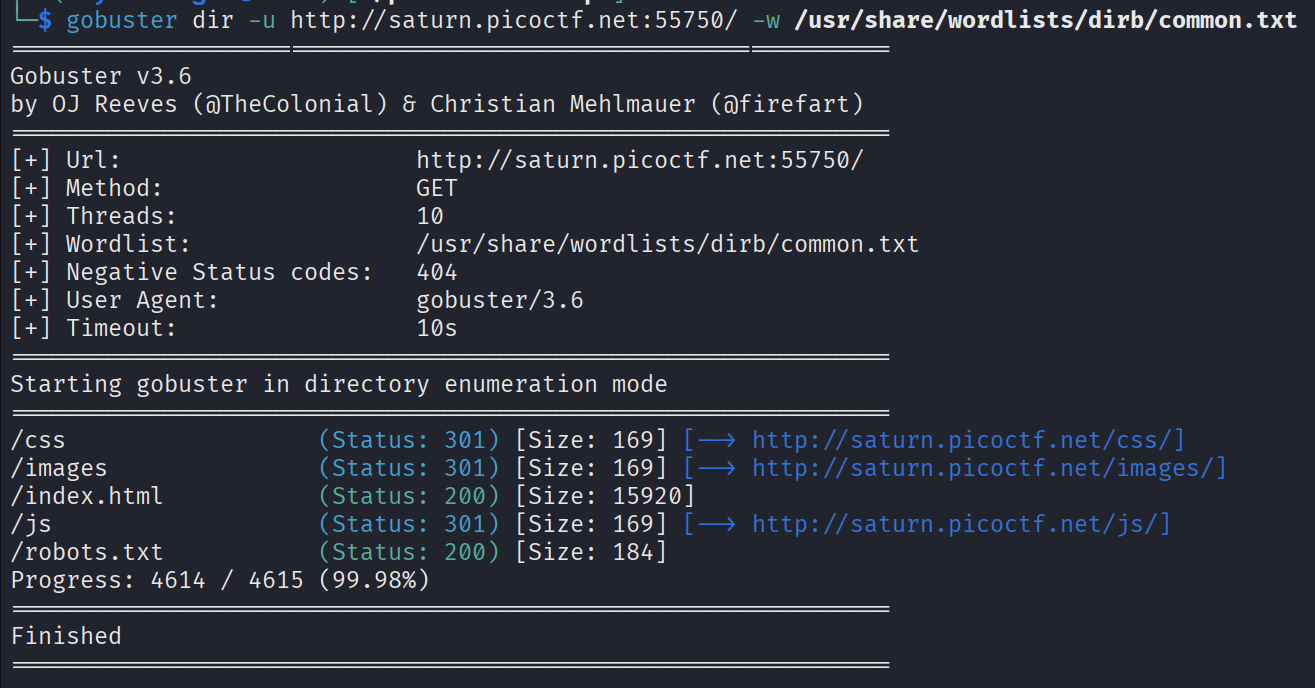 └─$ gobuster dir -u http://saturn.picoctf.net:55750/ -w /usr/share/wordlists/dirb/common.txt
===============================================================
Gobuster v3.6
by OJ Reeves (@TheColonial) & Christian Mehlmauer (@firefart)
===============================================================
[+] Url:                     http://saturn.picoctf.net:55750/
[+] Method:                  GET
[+] Threads:                 10
[+] Wordlist:                /usr/share/wordlists/dirb/common.txt
[+] Negative Status codes:   404
[+] User Agent:              gobuster/3.6
[+] Timeout:                 10s
===============================================================
Starting gobuster in directory enumeration mode
===============================================================
/css                  (Status: 301) [Size: 169] [--> http://saturn.picoctf.net/css/]
/images               (Status: 301) [Size: 169] [--> http://saturn.picoctf.net/images/]
/index.html           (Status: 200) [Size: 15920]
/js                   (Status: 301) [Size: 169] [--> http://saturn.picoctf.net/js/]
/robots.txt           (Status: 200) [Size: 184]
Progress: 4614 / 4615 (99.98%)
===============================================================
Finished
===============================================================